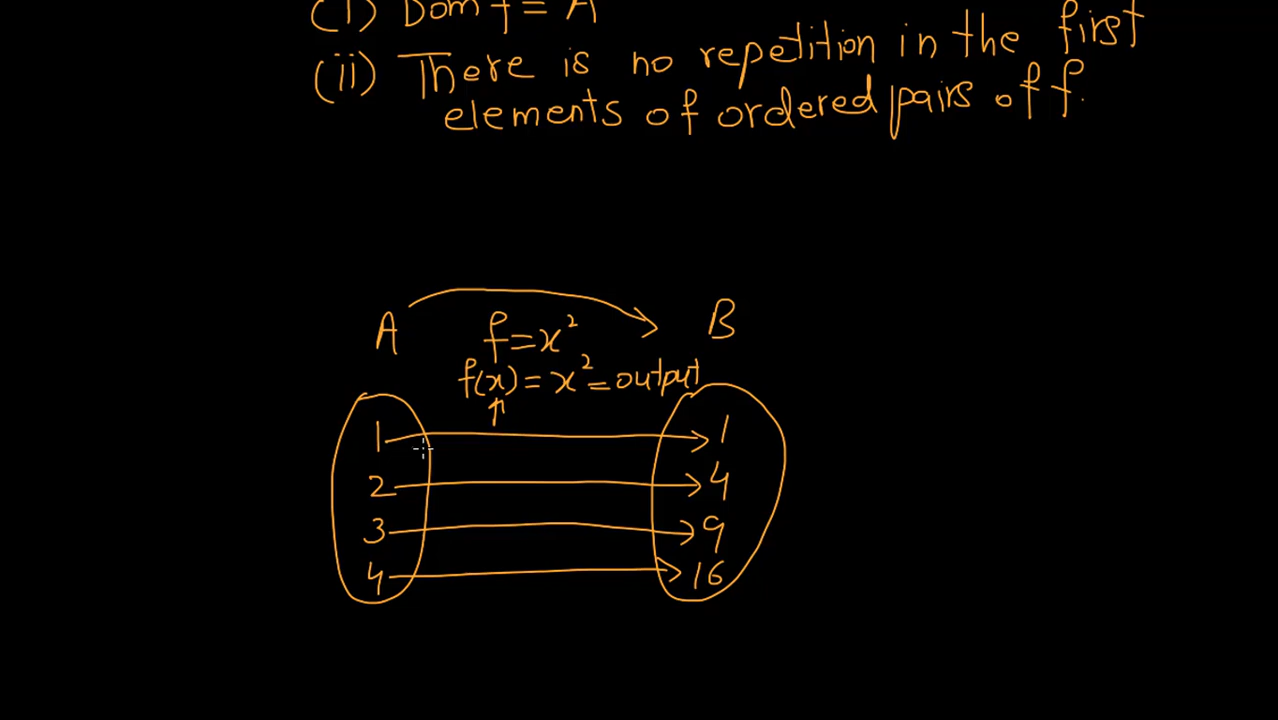 (i) Dom f = A
(ii) There is no repetition in the first
elements of ordered pairs of f.
A f=x² B
f(x) = x² = output
1 1
2 4
3 9
4 16